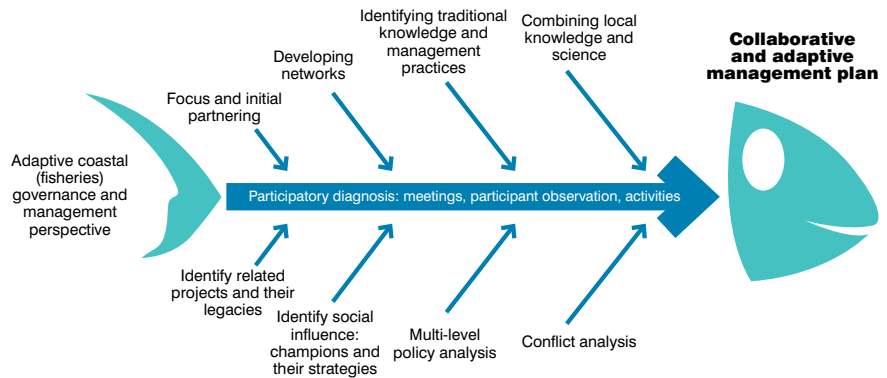 Identifying traditional
knowledge and
management
practices
Combining local
knowledge and
science
Collaborative
and adaptive
management plan
Developing
networks
Focus and initial
partnering
Adaptive coastal
(fisheries)
governance and
management
perspective
Participatory diagnosis: meetings, participant observation, activities
Identify related
projects and their
legacies
Identify social
influence:
champions and
their strategies
Multi-level
policy analysis
Conflict analysis